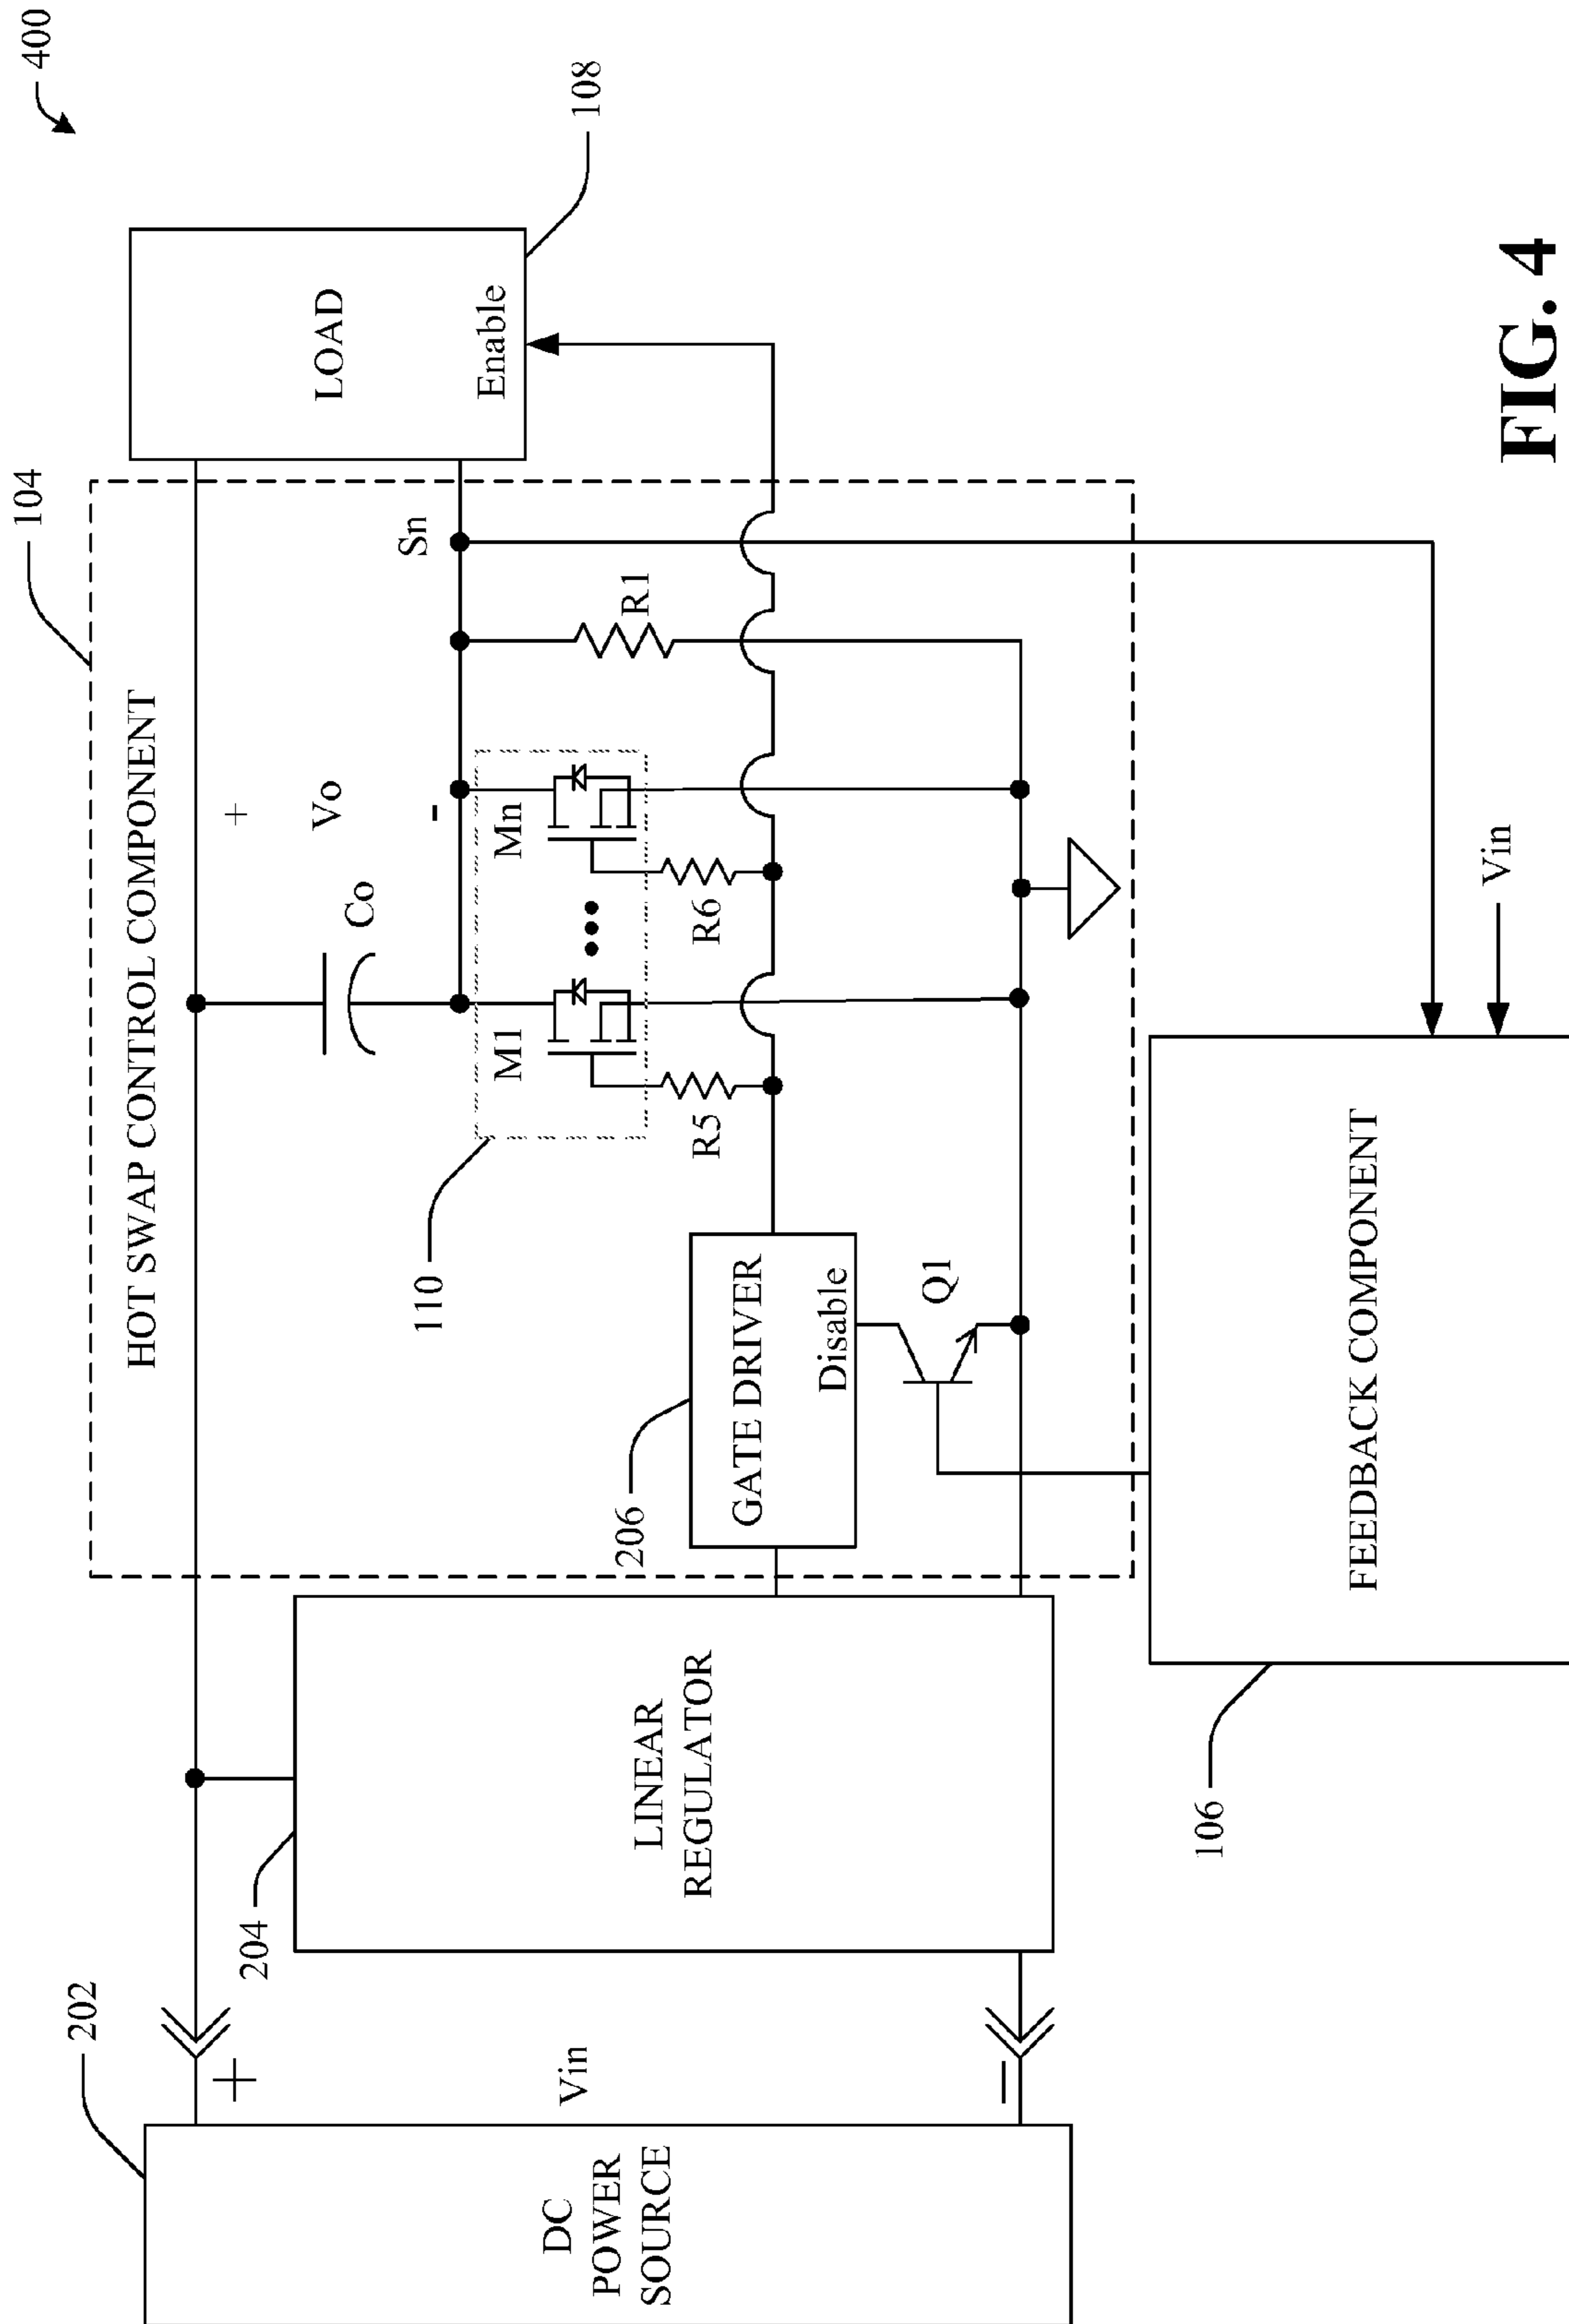 400
104
HOT SWAP CONTROL COMPONENT
108
LOAD
Enable
202
DC
POWER
SOURCE
+
Vin
−
204
LINEAR
REGULATOR
206
GATE DRIVER
Disable
Q1
110
M1
Mn
•••
R5
R6
Co
+
Vo
-
Sn
R1
106
FEEDBACK COMPONENT
Vin
FIG. 4